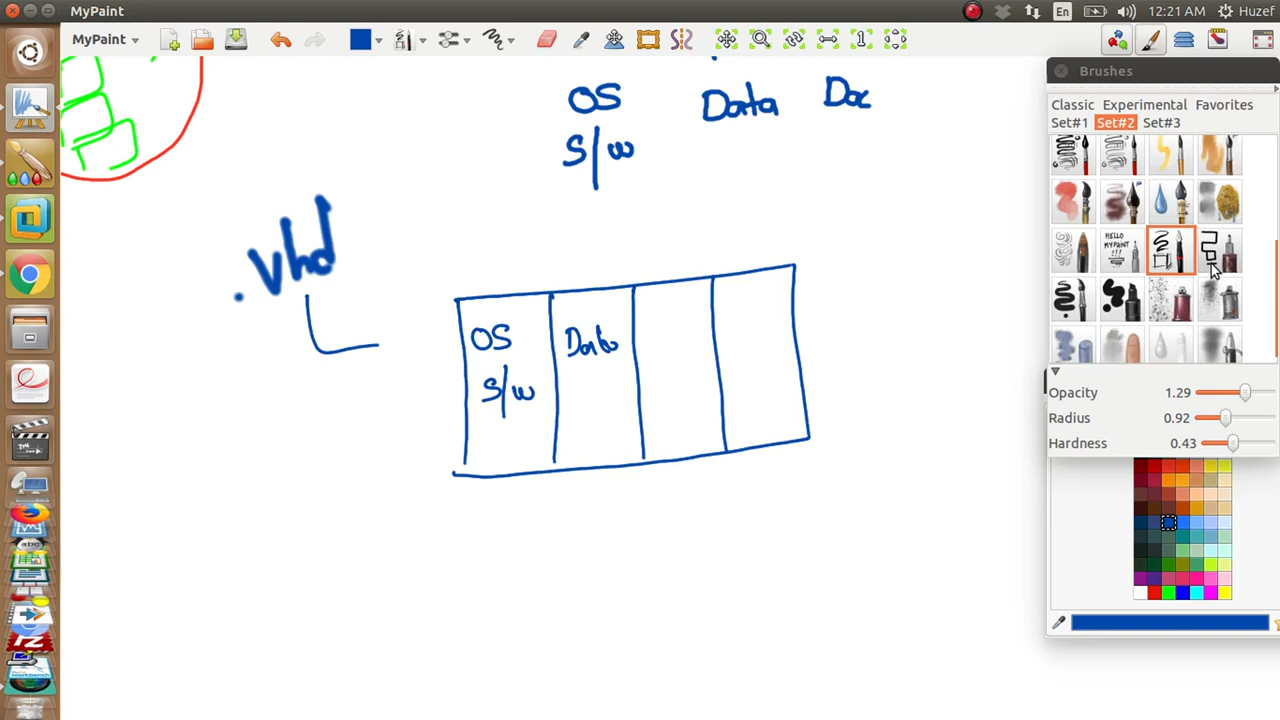 MyPaint
En
12:21 AM
Huzef
MyPaint
Brushes
Classic Experimental Favorites
Set#1 Set#2 Set#3
HELLO
MYPAINT
!!!
Opacity 1.29
Radius 0.92
Hardness 0.43
OS Data Doc
S/w
.vhd
OS Data
S/w